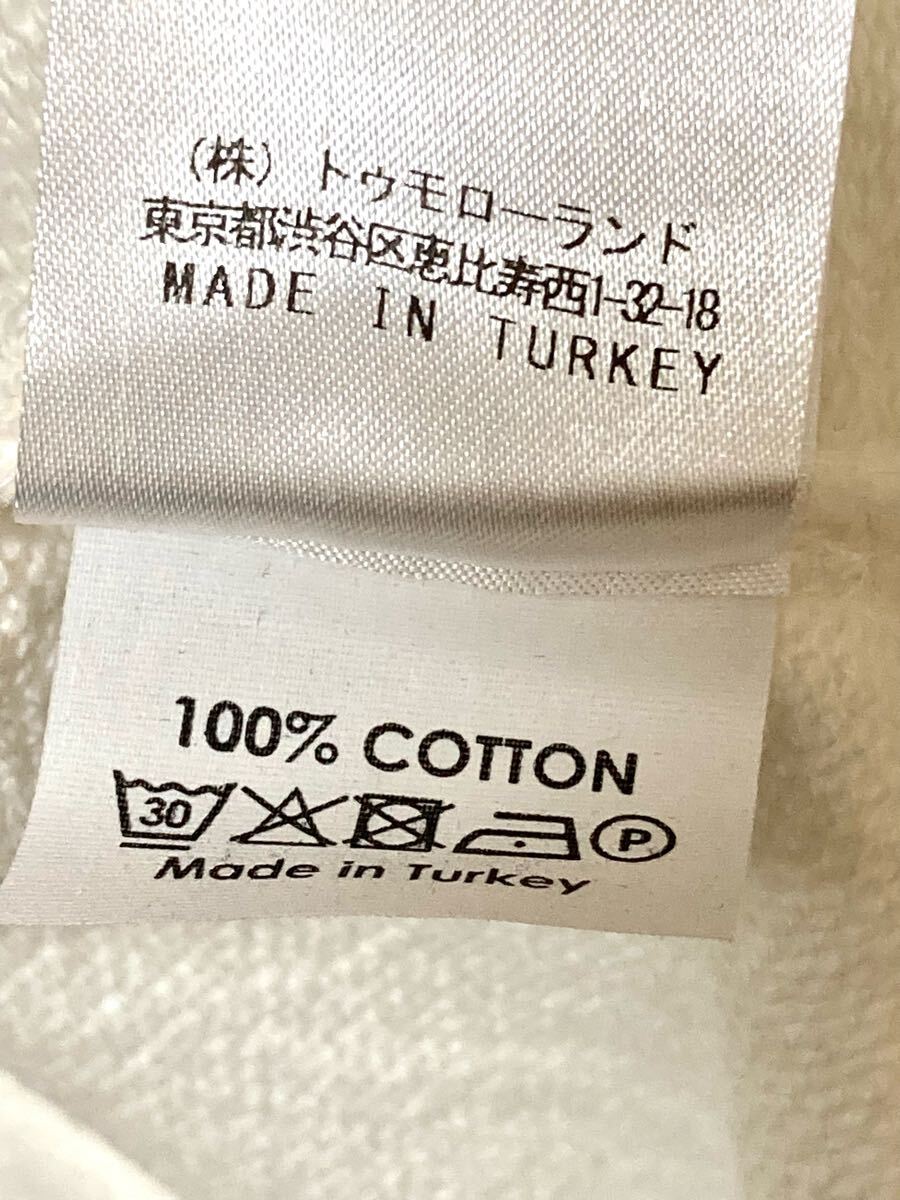 (株) トゥモローランド
東京都渋谷区恵比寿西1-32-18
MADE IN TURKEY
100% COTTON
30 P
Made in Turkey